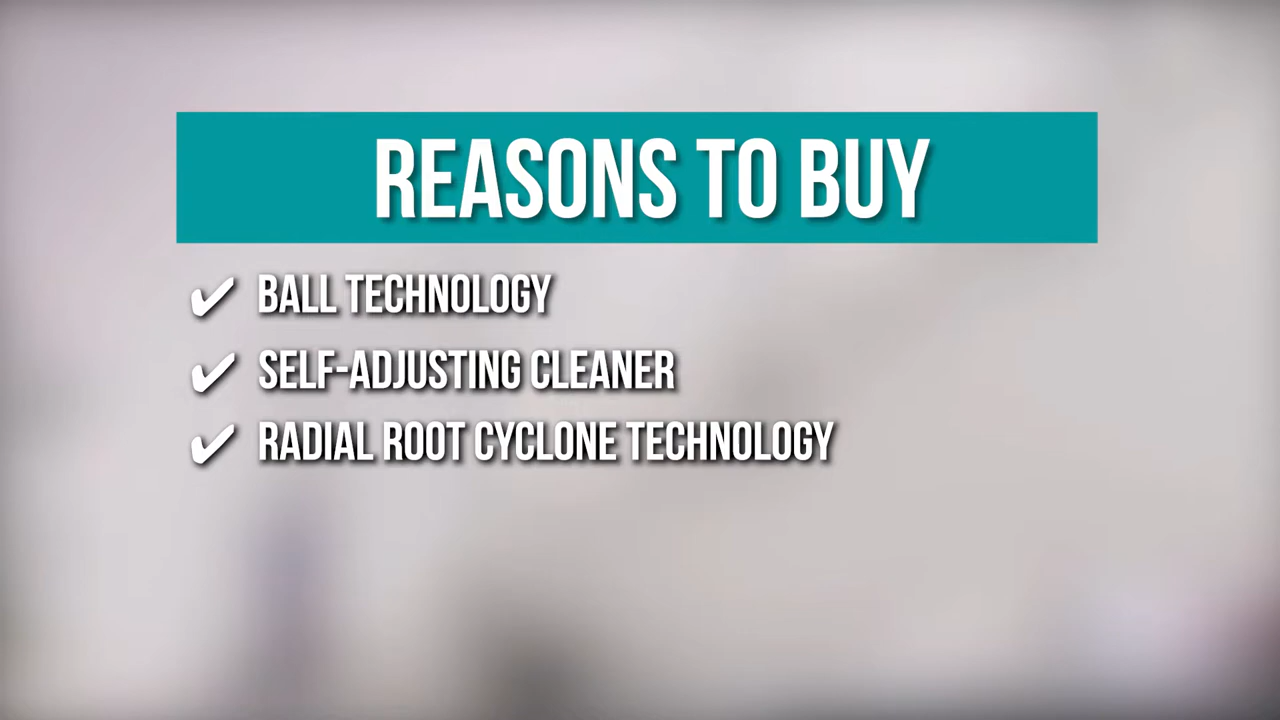 REASONS TO BUY
✔ BALL TECHNOLOGY
✔ SELF-ADJUSTING CLEANER
✔ RADIAL ROOT CYCLONE TECHNOLOGY